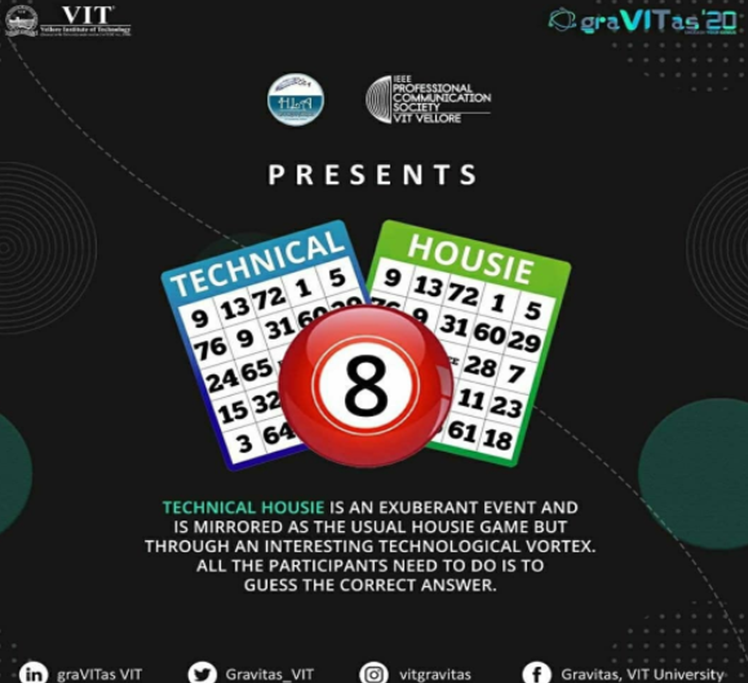 VIT®
Vellore Institute of Technology
graVITas'20
IEEE
PROFESSIONAL
COMMUNICATION
SOCIETY
VIT VELLORE
PRESENTS
TECHNICAL
9 13 72 1 5
76 9 31 60 29
24 65
15 32
3 64
HOUSIE
9 13 72 1 5
76 9 31 60 29
28 7
11 23
61 18
8
TECHNICAL HOUSIE IS AN EXUBERANT EVENT AND
IS MIRRORED AS THE USUAL HOUSIE GAME BUT
THROUGH AN INTERESTING TECHNOLOGICAL VORTEX.
ALL THE PARTICIPANTS NEED TO DO IS TO
GUESS THE CORRECT ANSWER.
in graVITas VIT
Gravitas_VIT
vitgravitas
f Gravitas, VIT University